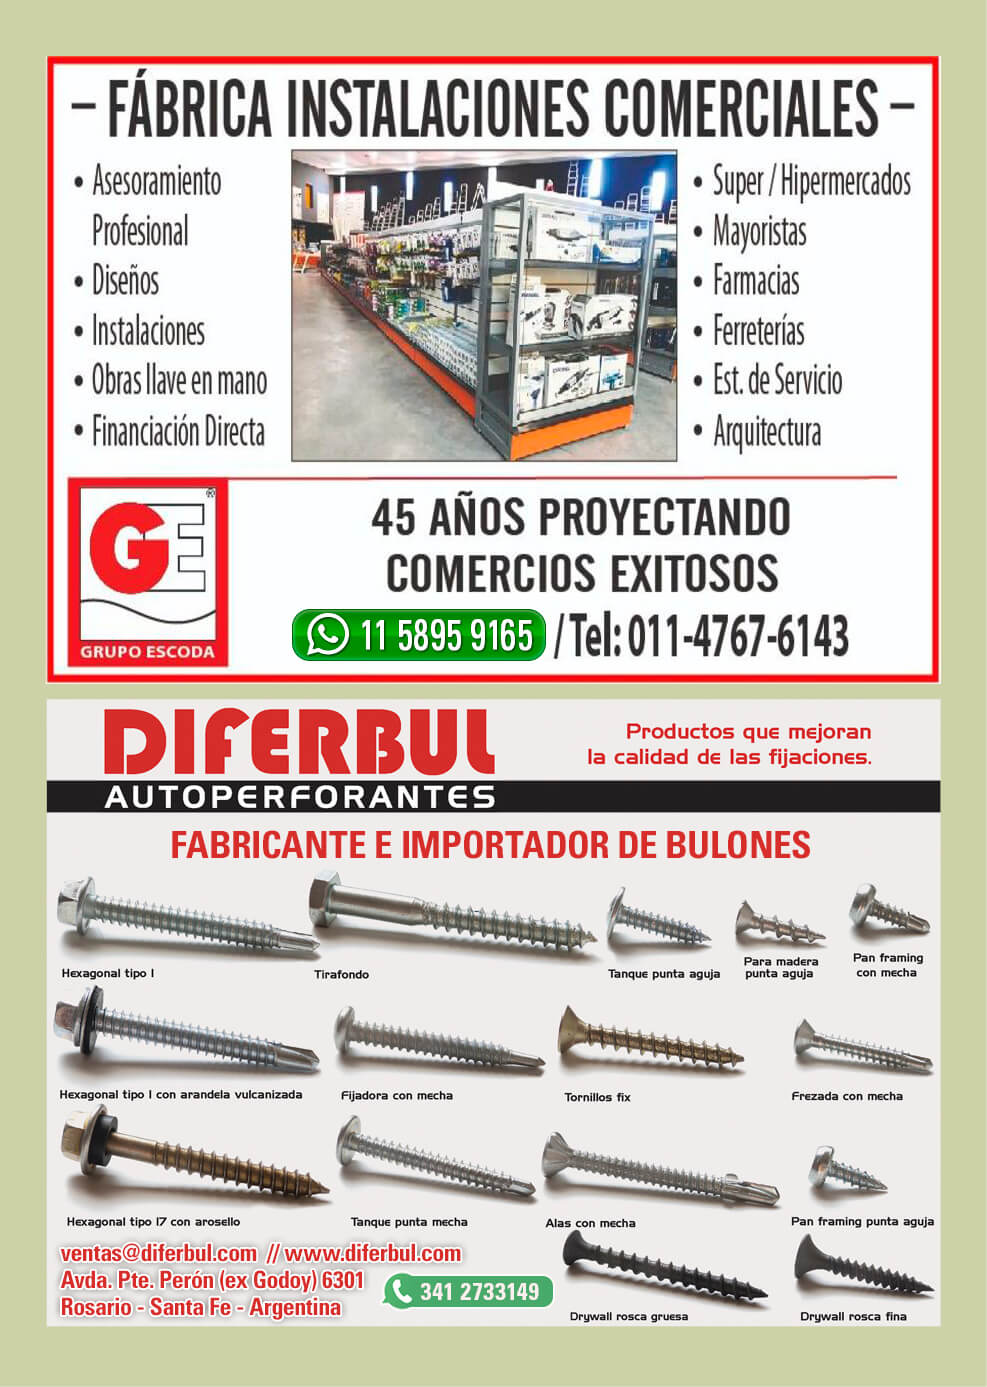 – FÁBRICA INSTALACIONES COMERCIALES –
• Asesoramiento
Profesional
• Diseños
• Instalaciones
• Obras llave en mano
• Financiación Directa
• Super / Hipermercados
• Mayoristas
• Farmacias
• Ferreterías
• Est. de Servicio
• Arquitectura
GE®
GRUPO ESCODA
45 AÑOS PROYECTANDO
COMERCIOS EXITOSOS
11 5895 9165 / Tel: 011-4767-6143
DIFERBUL
AUTOPERFORANTES
Productos que mejoran
la calidad de las fijaciones.
FABRICANTE E IMPORTADOR DE BULONES
Hexagonal tipo 1
Tirafondo
Tanque punta aguja
Para madera
punta aguja
Pan framing
con mecha
Hexagonal tipo 1 con arandela vulcanizada
Fijadora con mecha
Tornillos fix
Frezada con mecha
Hexagonal tipo 17 con arosello
Tanque punta mecha
Alas con mecha
Pan framing punta aguja
ventas@diferbul.com // www.diferbul.com
Avda. Pte. Perón (ex Godoy) 6301
Rosario - Santa Fe - Argentina
341 2733149
Drywall rosca gruesa
Drywall rosca fina